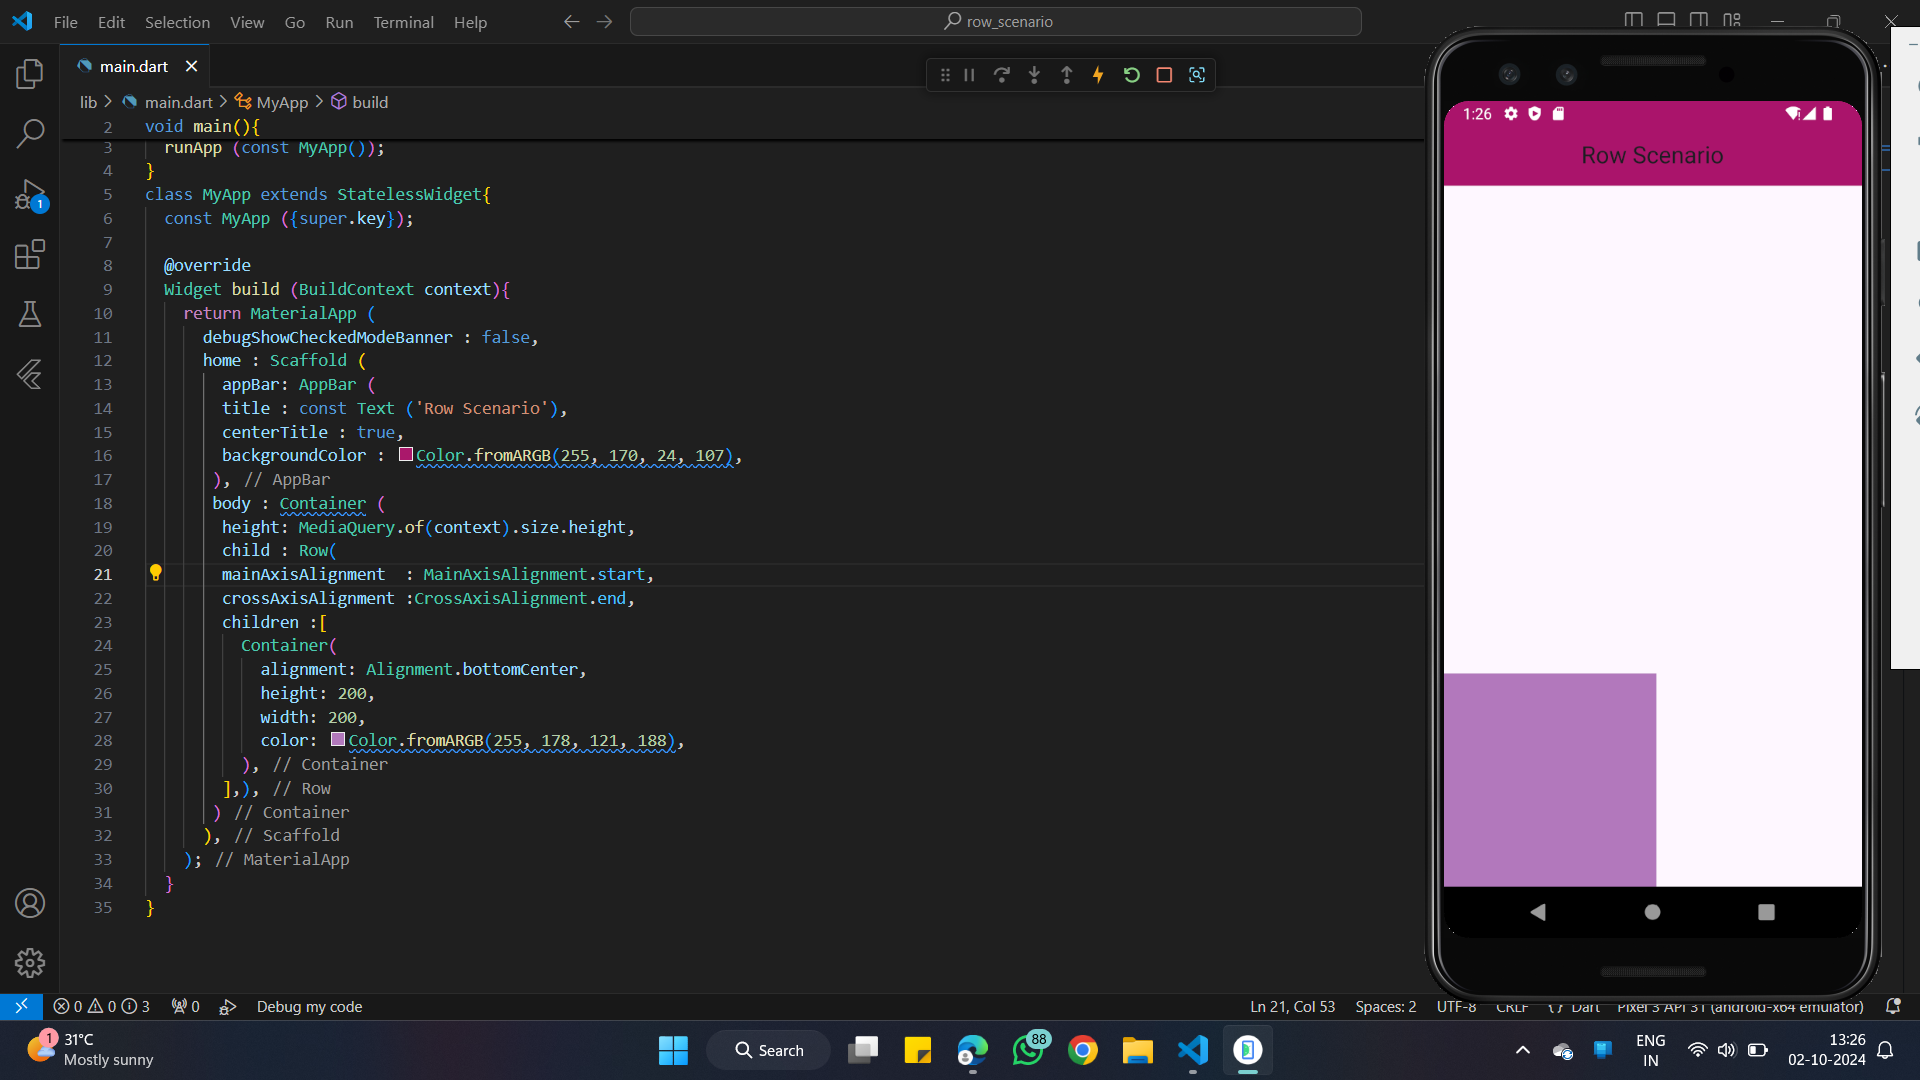 File Edit Selection View Go Run Terminal Help
row_scenario
main.dart
lib > main.dart > MyApp > build
2 void main(){
3 runApp (const MyApp());
4 }
5 class MyApp extends StatelessWidget{
6 const MyApp ({super.key});
7
8 @override
9 Widget build (BuildContext context){
10 return MaterialApp (
11 debugShowCheckedModeBanner : false,
12 home : Scaffold (
13 appBar: AppBar (
14 title : const Text ('Row Scenario'),
15 centerTitle : true,
16 backgroundColor : Color.fromARGB(255, 170, 24, 107),
17 ), // AppBar
18 body : Container (
19 height: MediaQuery.of(context).size.height,
20 child : Row(
21 mainAxisAlignment  : MainAxisAlignment.start,
22 crossAxisAlignment :CrossAxisAlignment.end,
23 children :[
24 Container(
25 alignment: Alignment.bottomCenter,
26 height: 200,
27 width: 200,
28 color: Color.fromARGB(255, 178, 121, 188),
29 ), // Container
30 ],), // Row
31 ) // Container
32 ), // Scaffold
33 ); // MaterialApp
34 }
35 }
1
1:26
Row Scenario
0 0 3 0 Debug my code
Ln 21, Col 53 Spaces: 2 UTF-8 CRLF {} Dart Pixel 3 API 31 (android-x64 emulator)
1
31°C
Mostly sunny
Search
88
ENG
IN
13:26
02-10-2024